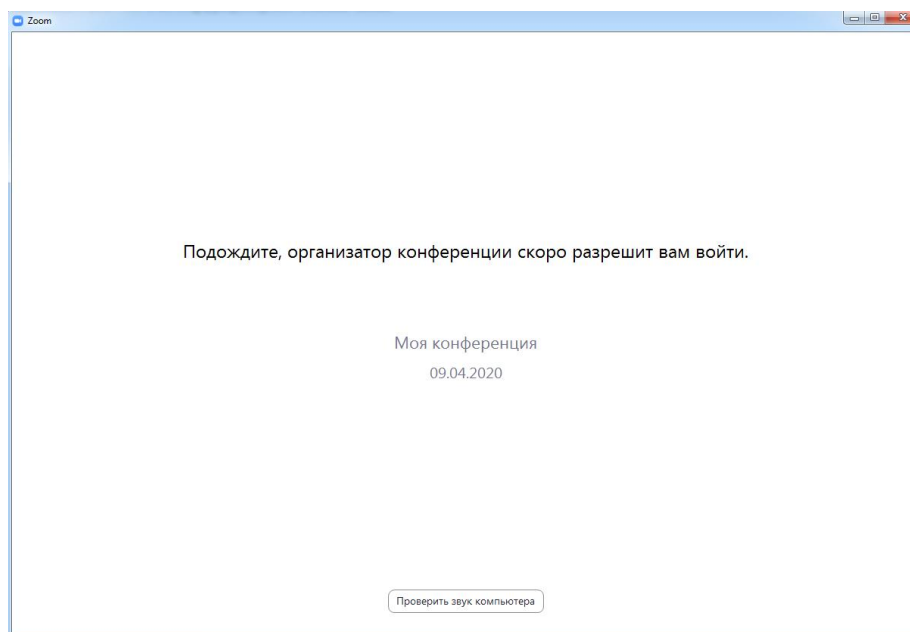 Zoom
Подождите, организатор конференции скоро разрешит вам войти.
Моя конференция
09.04.2020
Проверить звук компьютера